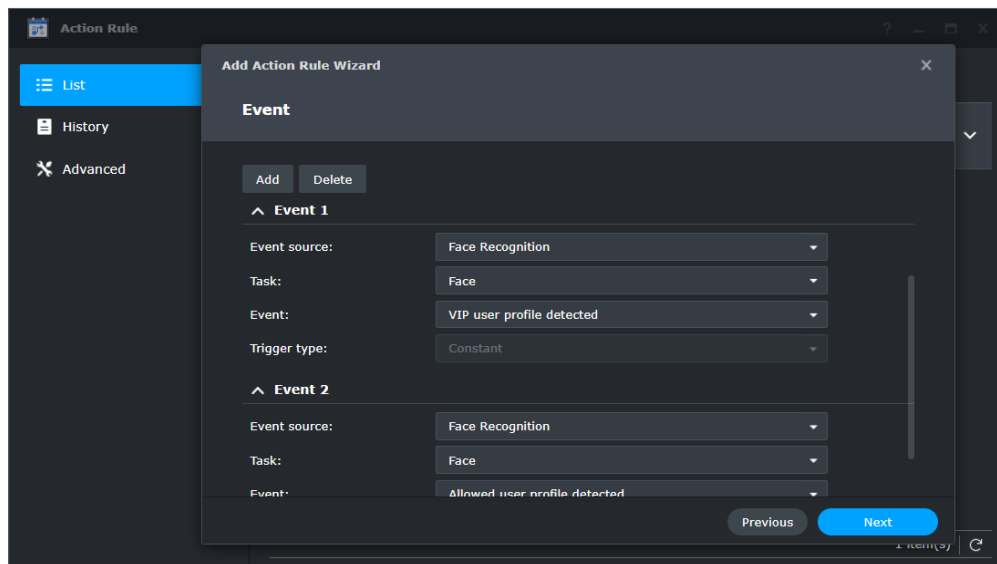 Action Rule
?
List
History
Advanced
Add Action Rule Wizard
Event
Add Delete
Event 1
Event source: Face Recognition
Task: Face
Event: VIP user profile detected
Trigger type: Constant
Event 2
Event source: Face Recognition
Task: Face
Event: Allowed user profile detected
Previous Next
1 item(s)